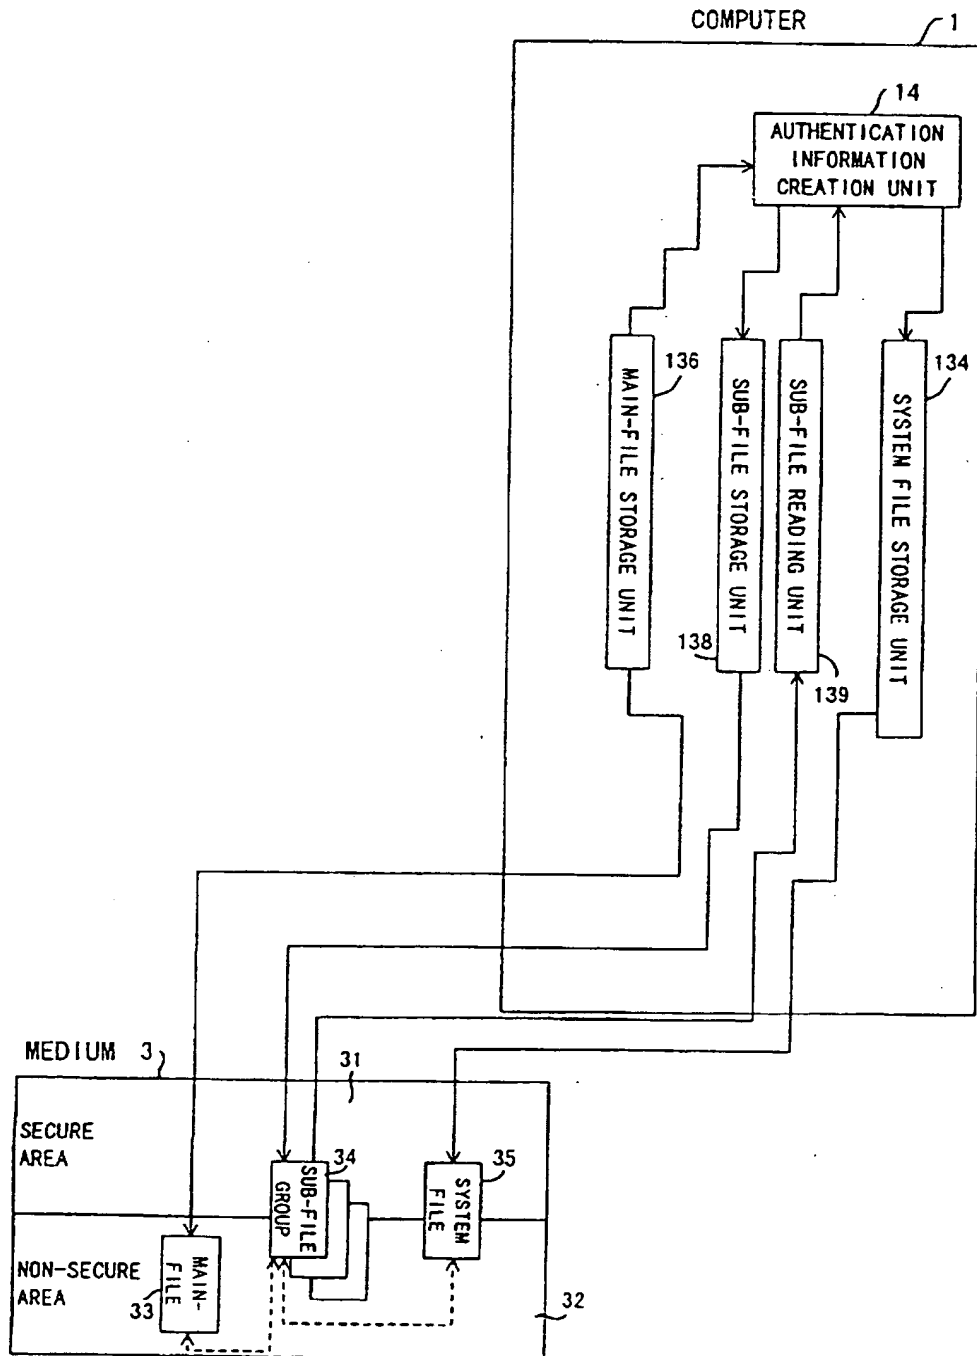 COMPUTER
1
14
AUTHENTICATION
INFORMATION
CREATION UNIT
136
MAIN-FILE STORAGE UNIT
SUB-FILE STORAGE UNIT
138
SUB-FILE READING UNIT
139
134
SYSTEM FILE STORAGE UNIT
MEDIUM 3
31
SECURE
AREA
34
SUB-FILE
GROUP
35
SYSTEM
FILE
NON-SECURE
AREA
33
MAIN-
FILE
32